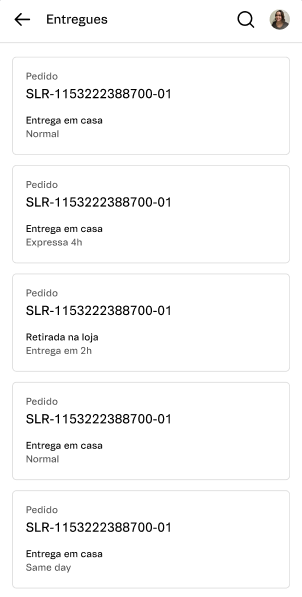 Entregues
Pedido
SLR-1153222388700-01
Entrega em casa
Normal
Pedido
SLR-1153222388700-01
Entrega em casa
Expressa 4h
Pedido
SLR-1153222388700-01
Retirada na loja
Entrega em 2h
Pedido
SLR-1153222388700-01
Entrega em casa
Normal
Pedido
SLR-1153222388700-01
Entrega em casa
Same day